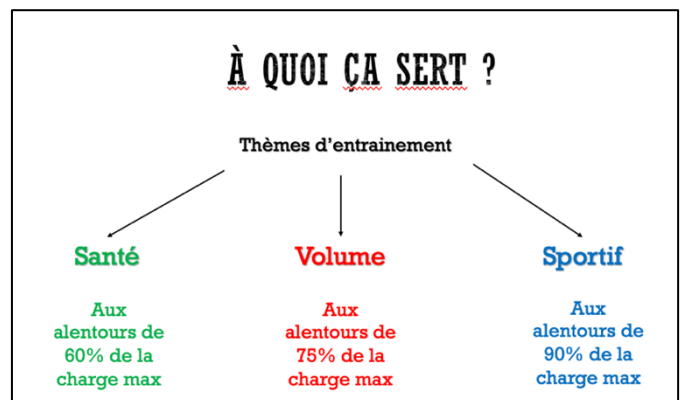 À QUOI ÇA SERT ?
Thèmes d’entrainement
Santé
Volume
Sportif
Aux
alentours de
60% de la
charge max
Aux
alentours de
75% de la
charge max
Aux
alentours de
90% de la
charge max